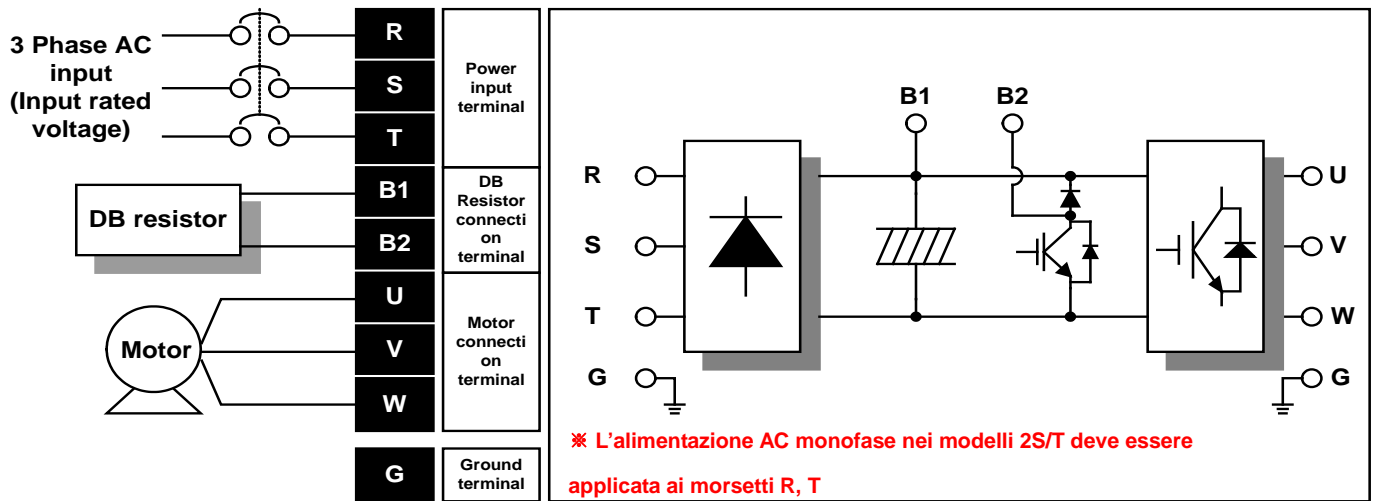 3 Phase AC
input
(Input rated
voltage)
R
S
T
Power
input
terminal
DB resistor
B1
B2
DB
Resistor
connecti
on
terminal
Motor
U
V
W
Motor
connecti
on
terminal
G
Ground
terminal
B1
B2
R
S
T
G
U
V
W
G
※ L'alimentazione AC monofase nei modelli 2S/T deve essere
applicata ai morsetti R, T